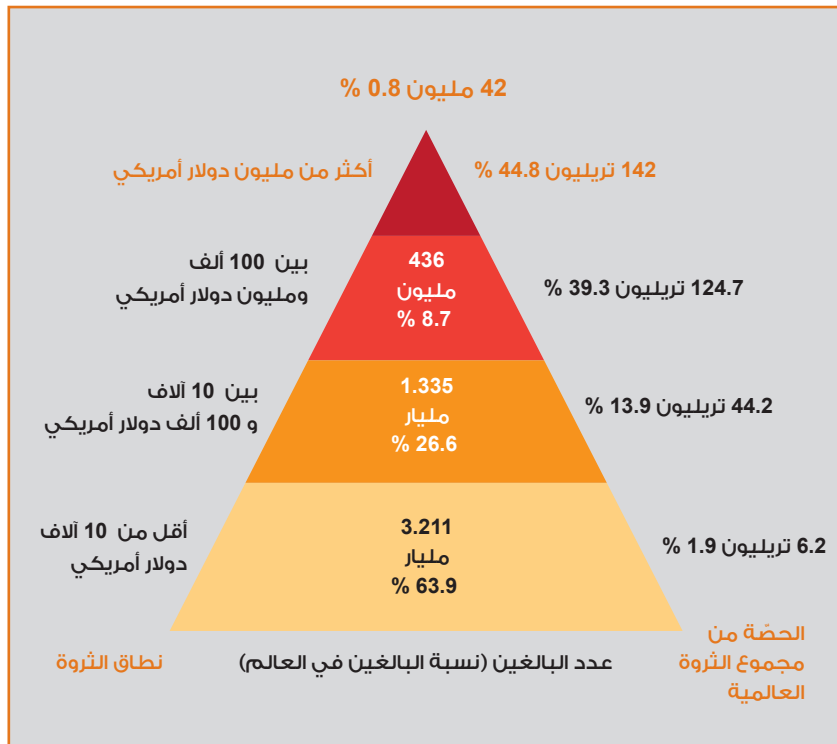 42 مليون 0.8 %
أكثر من مليون دولار أمريكي
142 تريليون 44.8 %
بين 100 ألف
ومليون دولار أمريكي
436
مليون
8.7 %
124.7 تريليون 39.3 %
بين 10 آلاف
و 100 ألف دولار أمريكي
1.335
مليار
26.6 %
44.2 تريليون 13.9 %
أقل من 10 آلاف
دولار أمريكي
3.211
مليار
63.9 %
6.2 تريليون 1.9 %
نطاق الثروة
عدد البالغين (نسبة البالغين في العالم)
الحصّة من
مجموع الثروة
العالمية